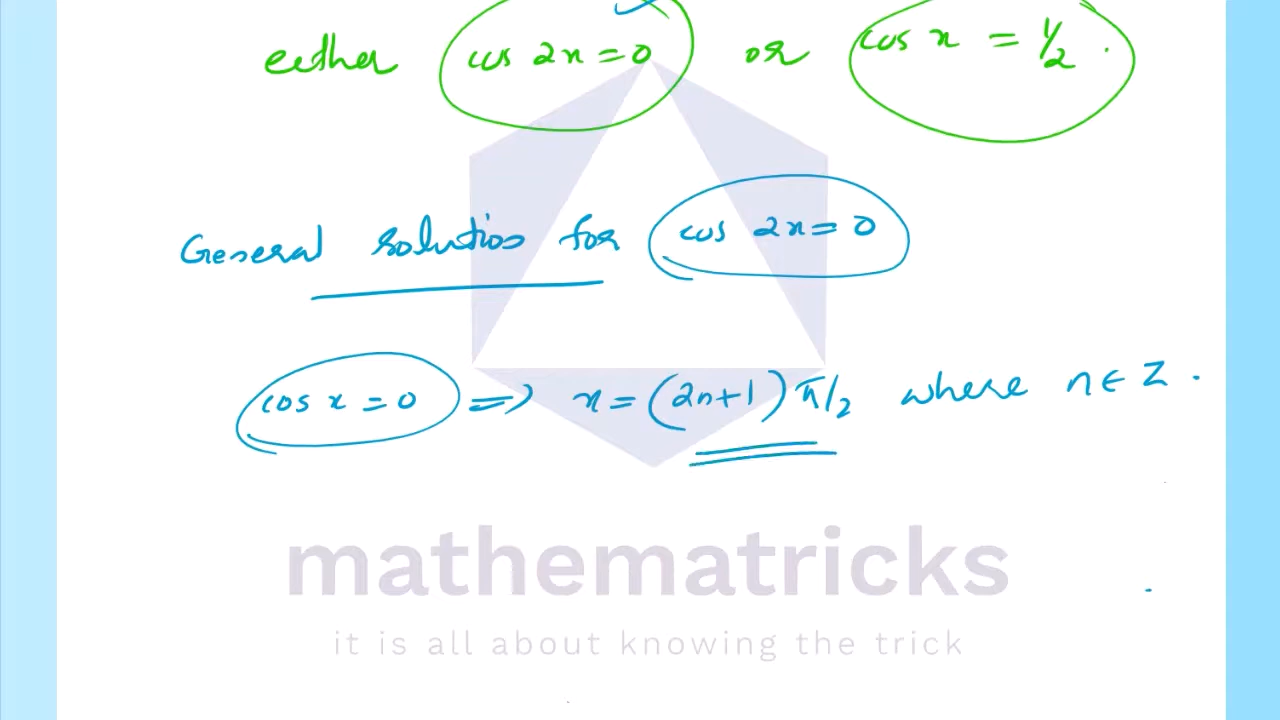 either cos 2x = 0 or cos x = 1/2 .
General solution for cos 2x = 0
cos x = 0 => x = (2n+1) π/2 where n ∈ Z .
mathematricks
it is all about knowing the trick